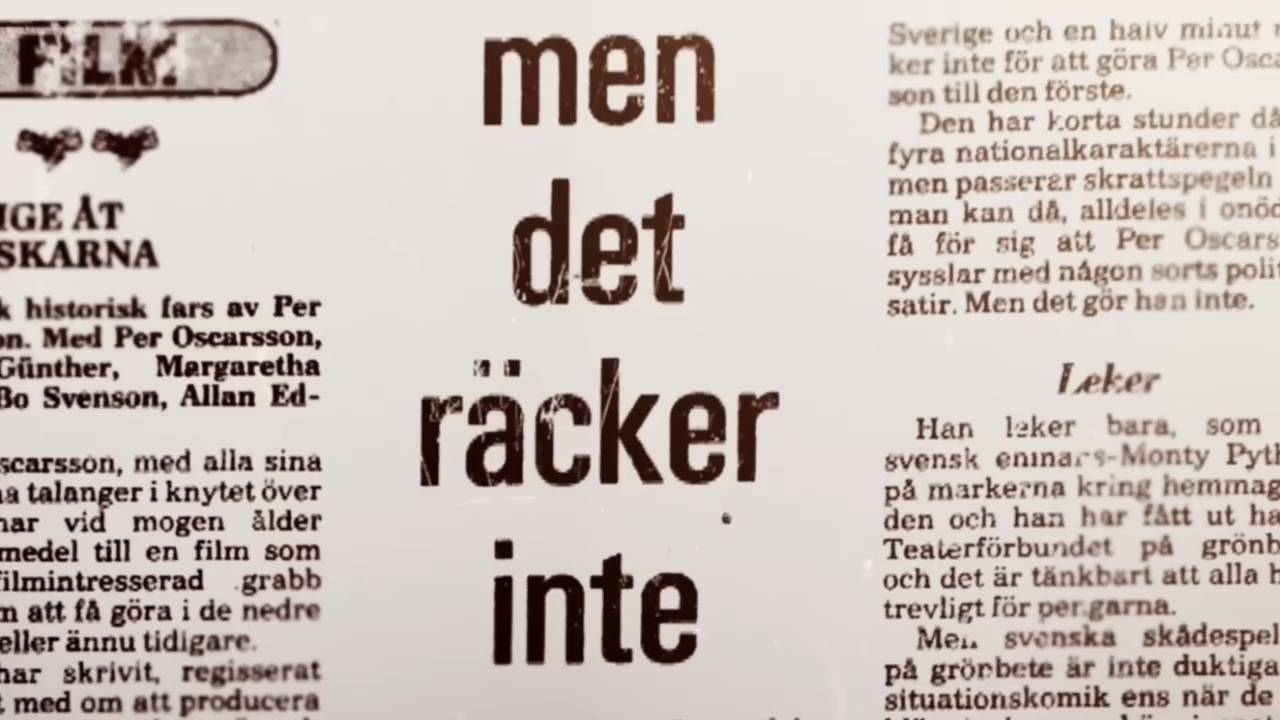 FILM
IGE ÅT
SKARNA
k historisk fars av Per
on. Med Per Oscarsson,
Günther, Margaretha
Bo Svenson, Allan Ed-
scarsson, med alla sina
na talanger i knytet över
har vid mogen ålder
medel till en film som
filmintresserad grabb
m att få göra i de nedre
eller ännu tidigare.
har skrivit, regisserat
t med om att producera
men
det
räcker
inte
Sverige och en halv minut
ker inte för att göra Per Osca
son till den förste.
Den har korta stunder då
fyra nationalkaraktärerna i
men passerar skrattspegeln
man kan då, alldeles i onöd
få för sig att Per Oscars
sysslar med någon sorts polit
satir. Men det gör han inte.
Leker
Han leker bara, som
svensk enmans-Monty Pyth
på markerna kring hemmag
den och han har fått ut ha
Teaterförbundet på grönb
och det är tänkbart att alla h
trevligt för pengarna.
Men svenska skådespel
på grönbete är inte duktiga
situationskomik ens när de